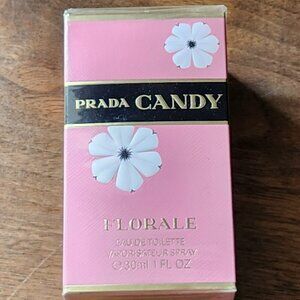 PRADA CANDY
FLORALE
EAU DE TOILETTE
VAPORISATEUR SPRAY
℮ 30ml 1 FL OZ